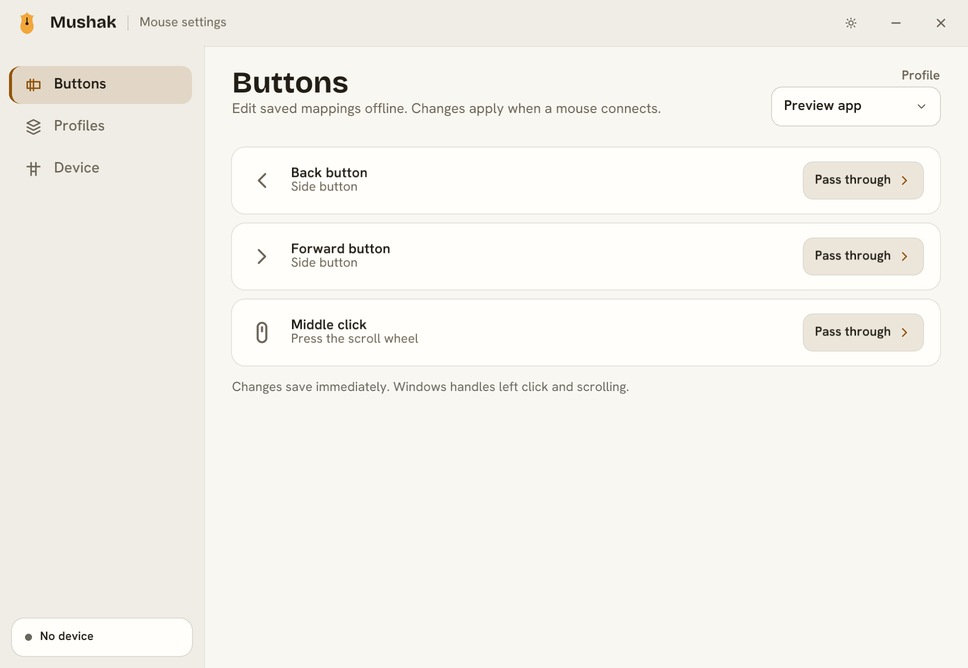 Mushak
Mouse settings
Buttons
Profiles
Device
No device
Buttons
Edit saved mappings offline. Changes apply when a mouse connects.
Profile
Preview app
Back button
Side button
Pass through
Forward button
Side button
Pass through
Middle click
Press the scroll wheel
Pass through
Changes save immediately. Windows handles left click and scrolling.